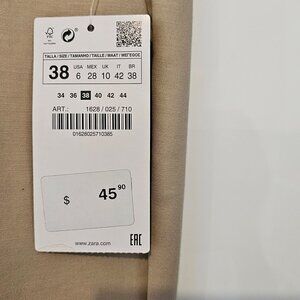 TALLA / SIZE / TAMANHO / TAILLE / MAAT / ΜΕΓΕΘΟΣ
38 USA 6 MEX 28 UK 10 IT 42 BR 38
34 36 38 40 42 44
ART.: 1628 / 025 / 710
01628025710385
$ 45.90
www.zara.com
EAC